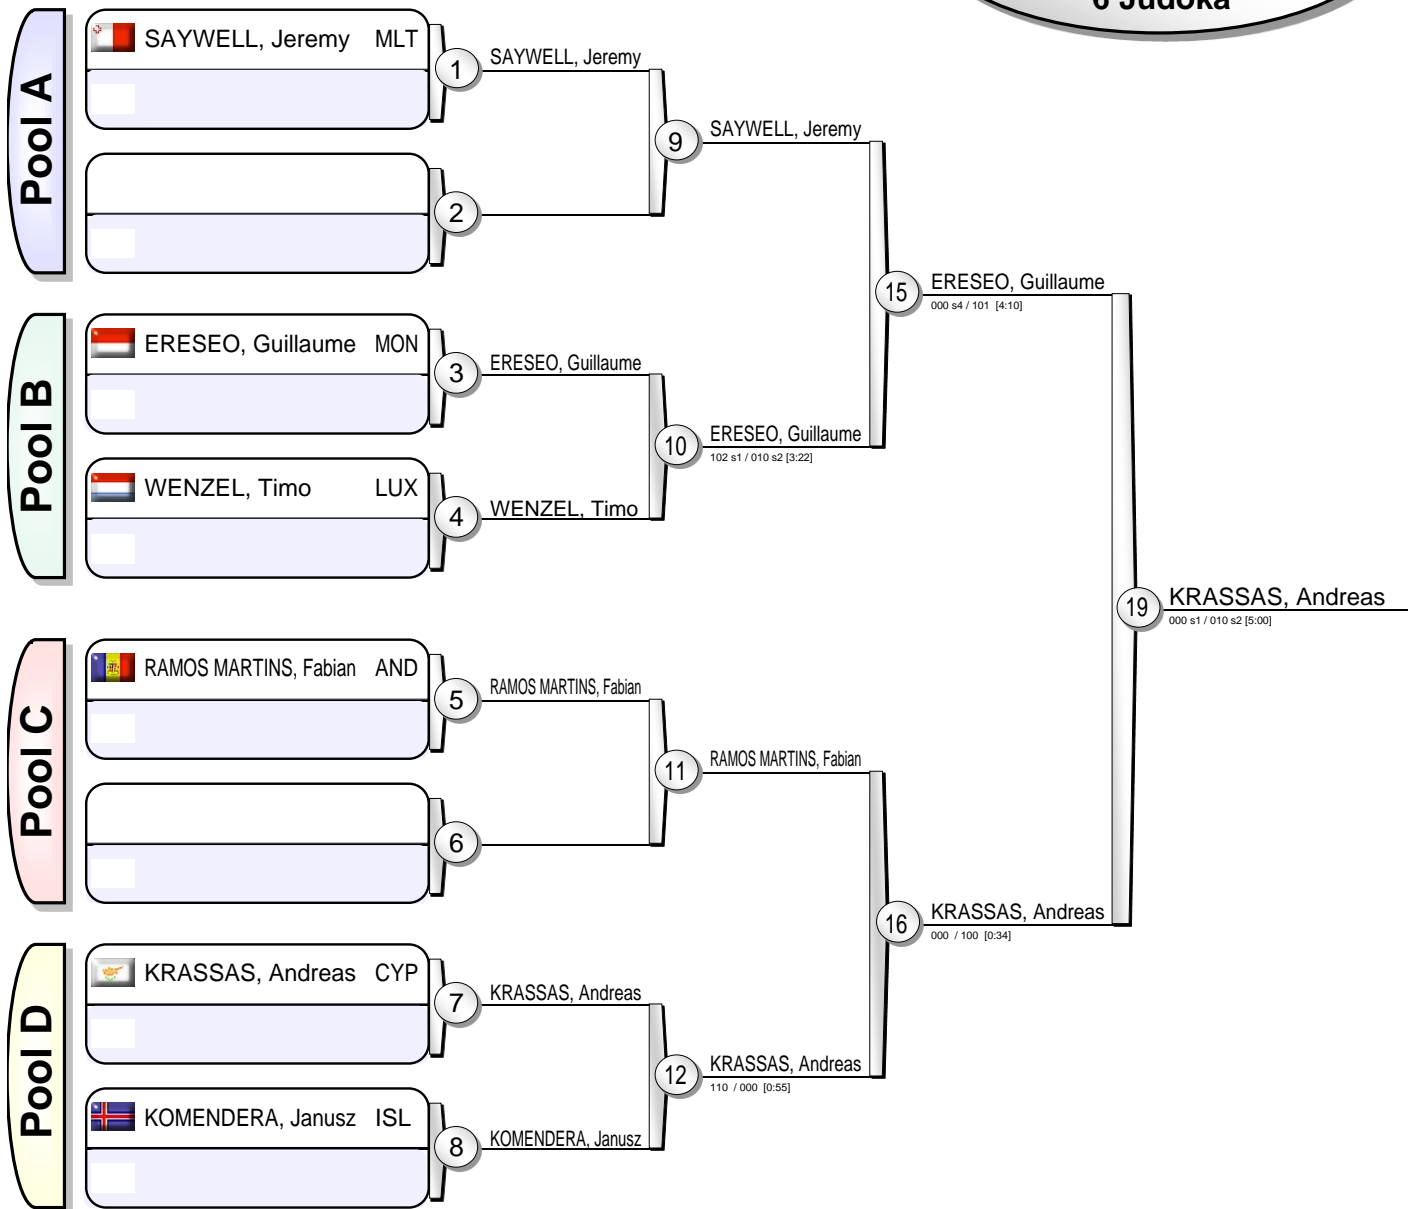 6 Judoka
Pool A
SAYWELL, Jeremy MLT
1
SAYWELL, Jeremy
2
9
SAYWELL, Jeremy
Pool B
ERESEO, Guillaume MON
3
ERESEO, Guillaume
WENZEL, Timo LUX
4
WENZEL, Timo
10
ERESEO, Guillaume
102 s1 / 010 s2 [3:22]
15
ERESEO, Guillaume
000 s4 / 101 [4:10]
Pool C
RAMOS MARTINS, Fabian AND
5
RAMOS MARTINS, Fabian
6
11
RAMOS MARTINS, Fabian
Pool D
KRASSAS, Andreas CYP
7
KRASSAS, Andreas
KOMENDERA, Janusz ISL
8
KOMENDERA, Janusz
12
KRASSAS, Andreas
110 / 000 [0:55]
16
KRASSAS, Andreas
000 / 100 [0:34]
19
KRASSAS, Andreas
000 s1 / 010 s2 [5:00]